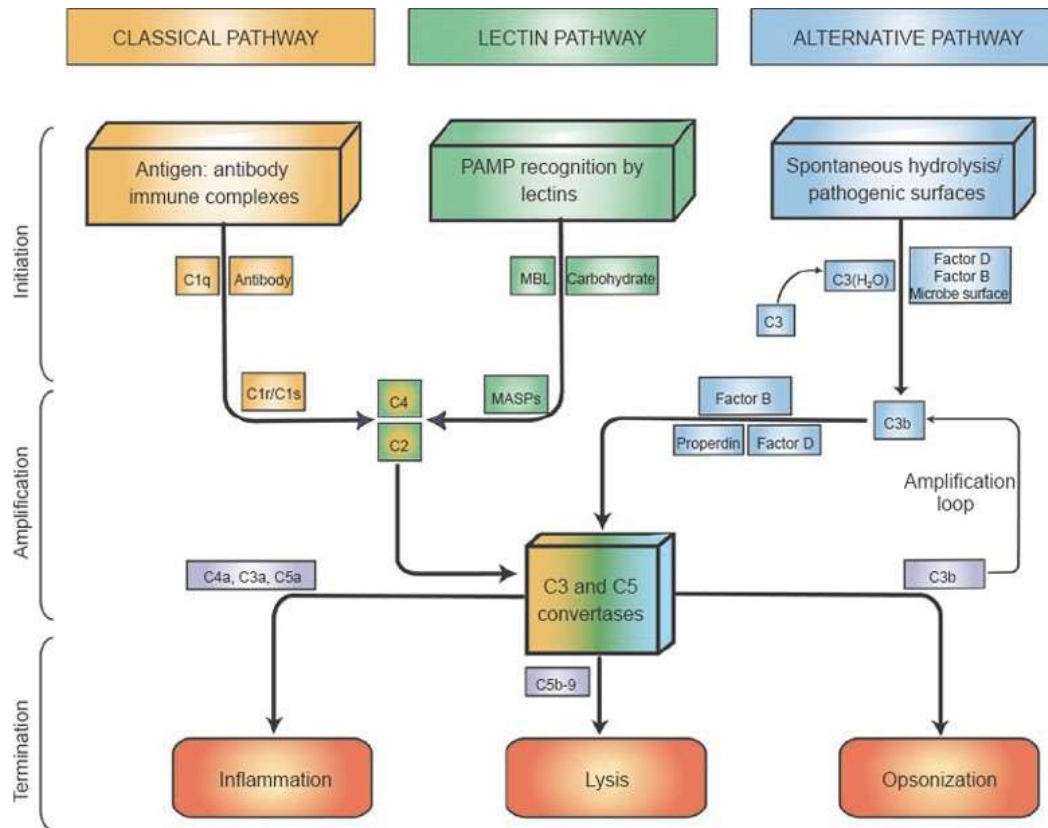 CLASSICAL PATHWAY
LECTIN PATHWAY
ALTERNATIVE PATHWAY
Initiation
Antigen: antibody
immune complexes
PAMP recognition by
lectins
Spontaneous hydrolysis/
pathogenic surfaces
C1q
Antibody
MBL
Carbohydrate
C3
C3(H₂O)
Factor D
Factor B
Microbe surface
Amplification
C1r/C1s
C4
C2
MASPs
Factor B
Properdin
Factor D
C3b
Amplification
loop
C4a, C3a, C5a
C3 and C5
convertases
C3b
Termination
C5b-9
Inflammation
Lysis
Opsonization